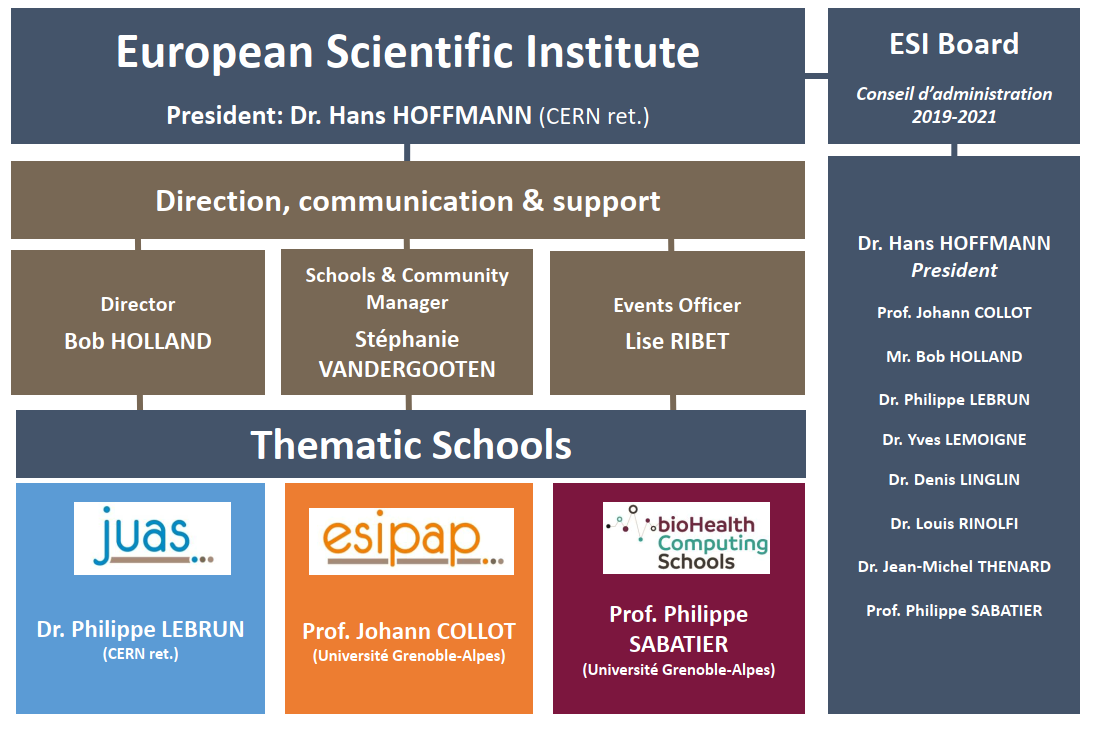 European Scientific Institute
President: Dr. Hans HOFFMANN (CERN ret.)
ESI Board
Conseil d’administration
2019-2021
Direction, communication & support
Director
Bob HOLLAND
Schools & Community
Manager
Stéphanie
VANDERGOOTEN
Events Officer
Lise RIBET
Thematic Schools
juas...
Dr. Philippe LEBRUN
(CERN ret.)
esipap...
Prof. Johann COLLOT
(Université Grenoble-Alpes)
bioHealth
Computing
Schools
Prof. Philippe
SABATIER
(Université Grenoble-Alpes)
Dr. Hans HOFFMANN
President
Prof. Johann COLLOT
Mr. Bob HOLLAND
Dr. Philippe LEBRUN
Dr. Yves LEMOIGNE
Dr. Denis LINGLIN
Dr. Louis RINOLFI
Dr. Jean-Michel THENARD
Prof. Philippe SABATIER